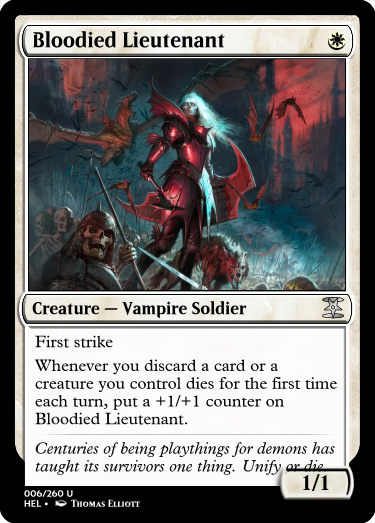 Bloodied Lieutenant
Creature — Vampire Soldier
First strike
Whenever you discard a card or a
creature you control dies for the first time
each turn, put a +1/+1 counter on
Bloodied Lieutenant.
Centuries of being playthings for demons has
taught its survivors one thing. Unify or die.
1/1
006/260 U
HEL • Thomas Elliott